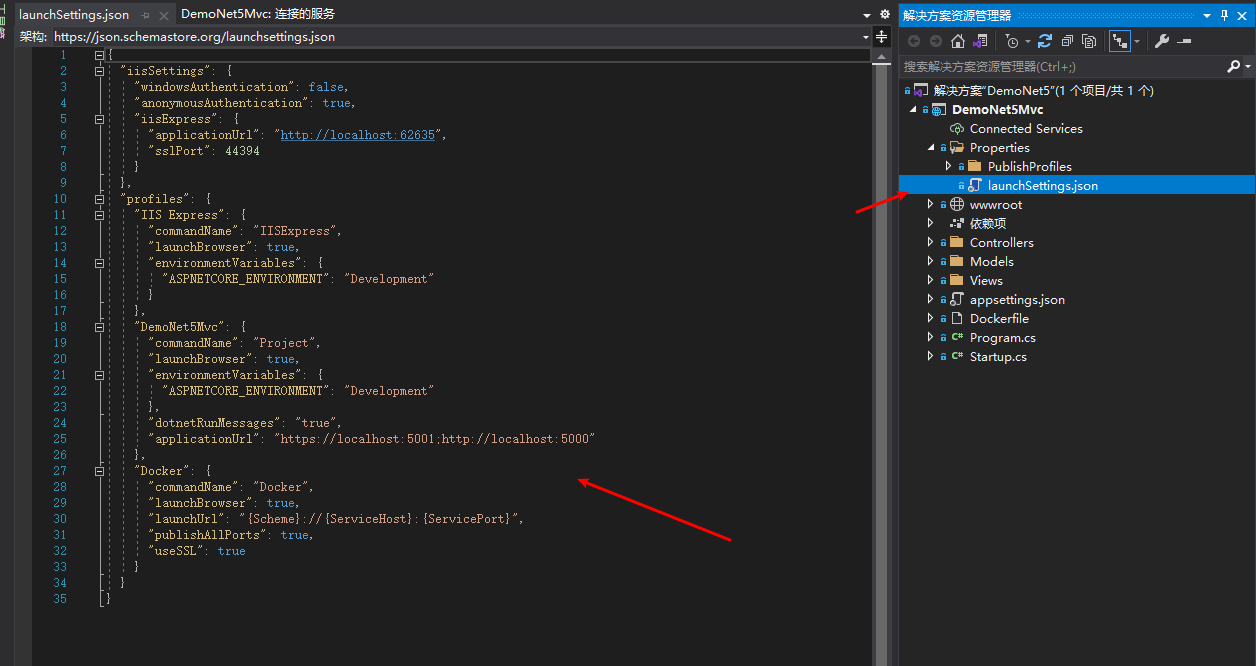 launchSettings.json
DemoNet5Mvc: 连接的服务
架构: https://json.schemastore.org/launchsettings.json
1 {
2 "iisSettings": {
3 "windowsAuthentication": false,
4 "anonymousAuthentication": true,
5 "iisExpress": {
6 "applicationUrl": "http://localhost:62635",
7 "sslPort": 44394
8 }
9 },
10 "profiles": {
11 "IIS Express": {
12 "commandName": "IISExpress",
13 "launchBrowser": true,
14 "environmentVariables": {
15 "ASPNETCORE_ENVIRONMENT": "Development"
16 }
17 },
18 "DemoNet5Mvc": {
19 "commandName": "Project",
20 "launchBrowser": true,
21 "environmentVariables": {
22 "ASPNETCORE_ENVIRONMENT": "Development"
23 },
24 "dotnetRunMessages": "true",
25 "applicationUrl": "https://localhost:5001;http://localhost:5000"
26 },
27 "Docker": {
28 "commandName": "Docker",
29 "launchBrowser": true,
30 "launchUrl": "{Scheme}://{ServiceHost}:{ServicePort}",
31 "publishAllPorts": true,
32 "useSSL": true
33 }
34 }
35 }
解决方案资源管理器
搜索解决方案资源管理器(Ctrl+;)
解决方案"DemoNet5"(1 个项目/共 1 个)
DemoNet5Mvc
Connected Services
Properties
PublishProfiles
launchSettings.json
wwwroot
依赖项
Controllers
Models
Views
appsettings.json
Dockerfile
C# Program.cs
C# Startup.cs